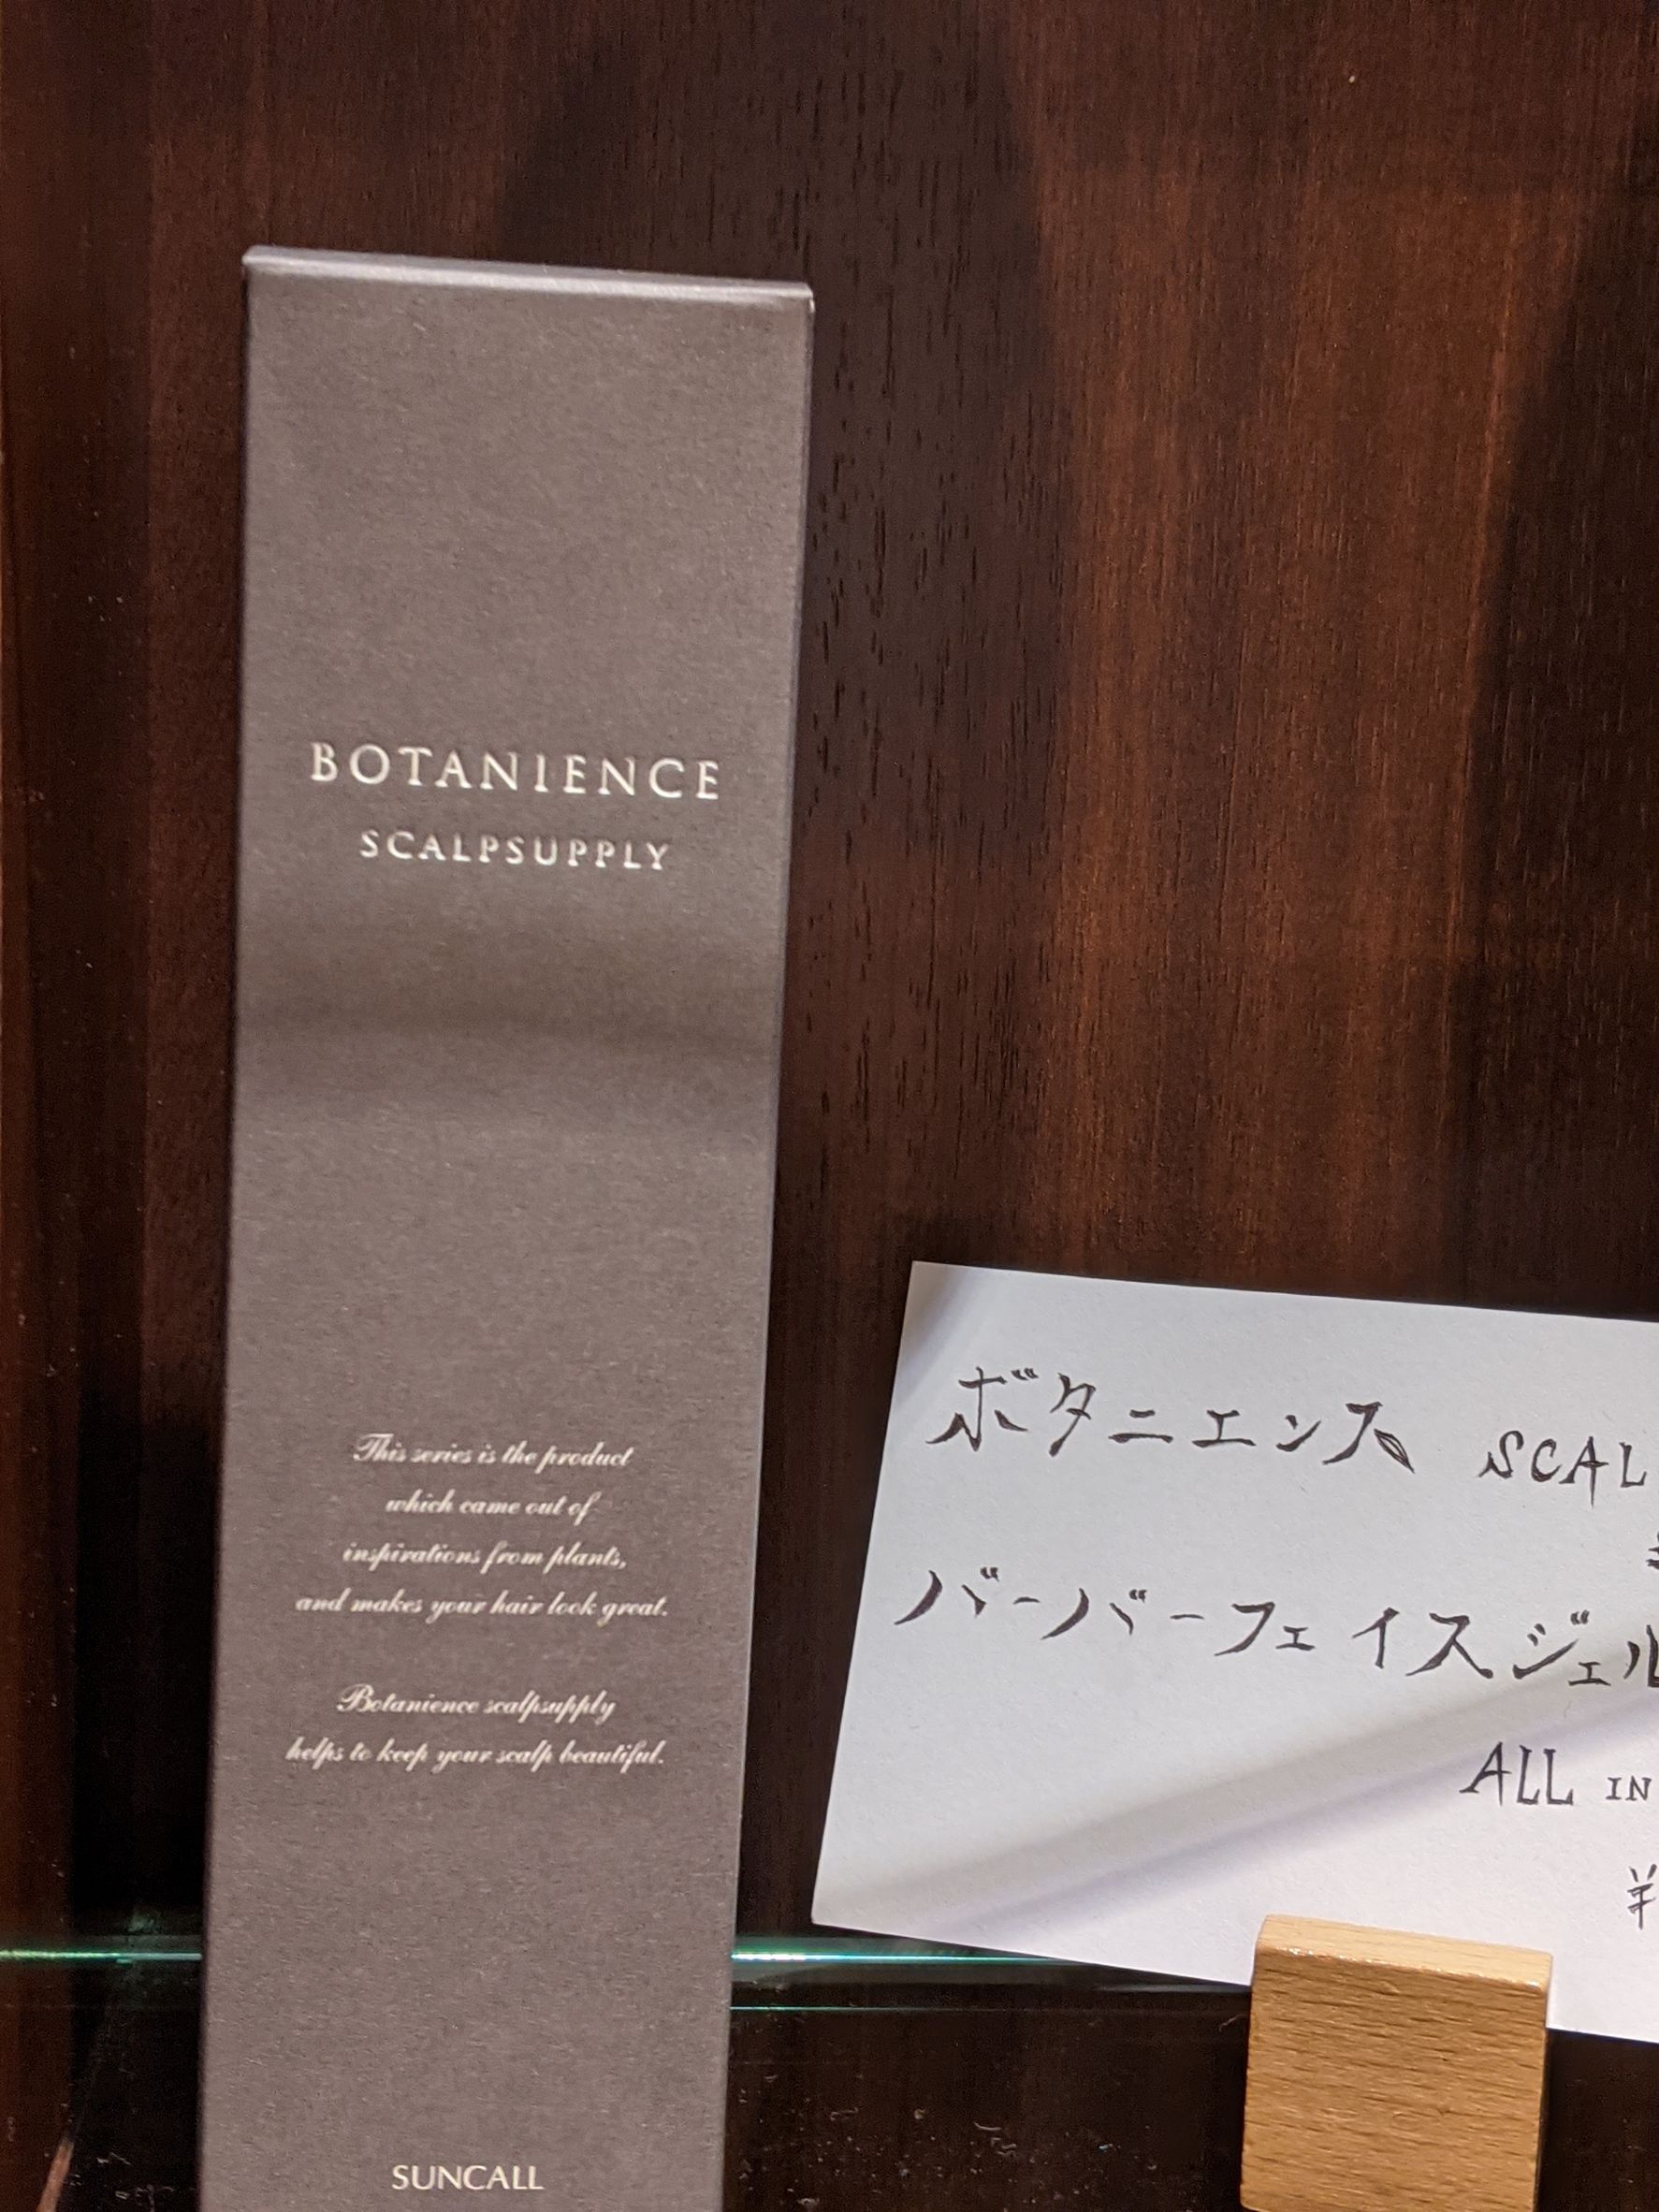 BOTANIENCE
SCALPSUPPLY
This series is the product
which came out of
inspirations from plants,
and makes your hair look great.
Botanience scalpsupply
helps to keep your scalp beautiful.
SUNCALL
ボタニエンス SCAL
バーバーフェイスジェル
ALL IN
¥